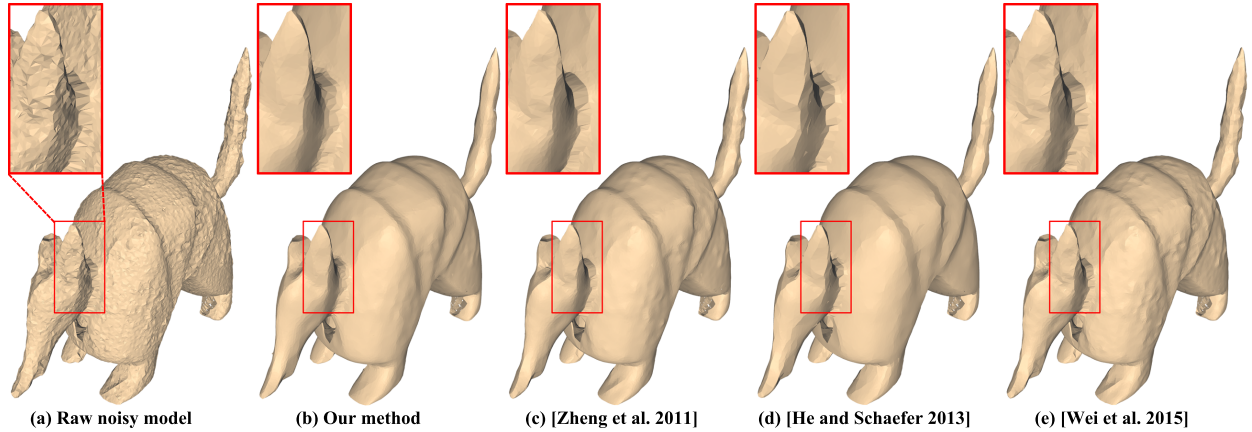 (a) Raw noisy model
(b) Our method
(c) [Zheng et al. 2011]
(d) [He and Schaefer 2013]
(e) [Wei et al. 2015]